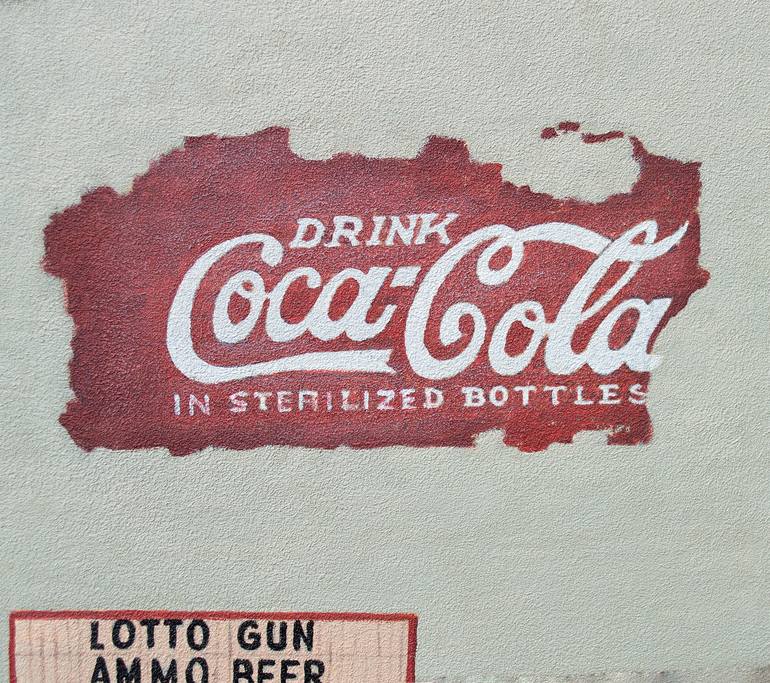 DRINK
Coca-Cola
IN STERILIZED BOTTLES
LOTTO GUN
AMMO BEER